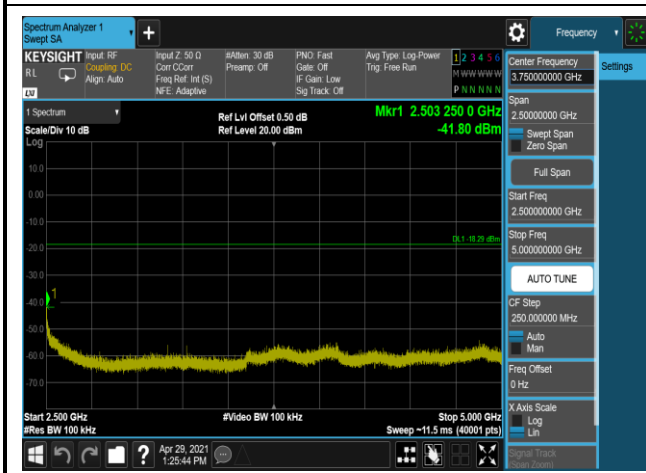 Spectrum Analyzer 1
Swept SA
+
Frequency
KEYSIGHT
RL
LXI
Input: RF
Coupling: DC
Align: Auto
Input Z: 50 Ω
Corr CCorr
Freq Ref: Int (S)
NFE: Adaptive
#Atten: 30 dB
Preamp: Off
PNO: Fast
Gate: Off
IF Gain: Low
Sig Track: Off
Avg Type: Log-Power
Trig: Free Run
1 2 3 4 5 6
M W W W W W
P N N N N N
1 Spectrum
Scale/Div 10 dB
Log
Ref Lvl Offset 0.50 dB
Ref Level 20.00 dBm
Mkr1 2.503 250 0 GHz
-41.80 dBm
10.0
0.00
-10.0
-20.0
-30.0
-40.0
-50.0
-60.0
-70.0
DL1 -18.29 dBm
1
Start 2.500 GHz
#Res BW 100 kHz
#Video BW 100 kHz
Stop 5.000 GHz
Sweep ~11.5 ms (40001 pts)
Center Frequency
3.750000000 GHz
Span
2.50000000 GHz
Swept Span
Zero Span
Full Span
Start Freq
2.500000000 GHz
Stop Freq
5.000000000 GHz
AUTO TUNE
CF Step
250.000000 MHz
Auto
Man
Freq Offset
0 Hz
X Axis Scale
Log
Lin
Signal Track
(Span Zoom)
Settings
?
Apr 29, 2021
1:25:44 PM